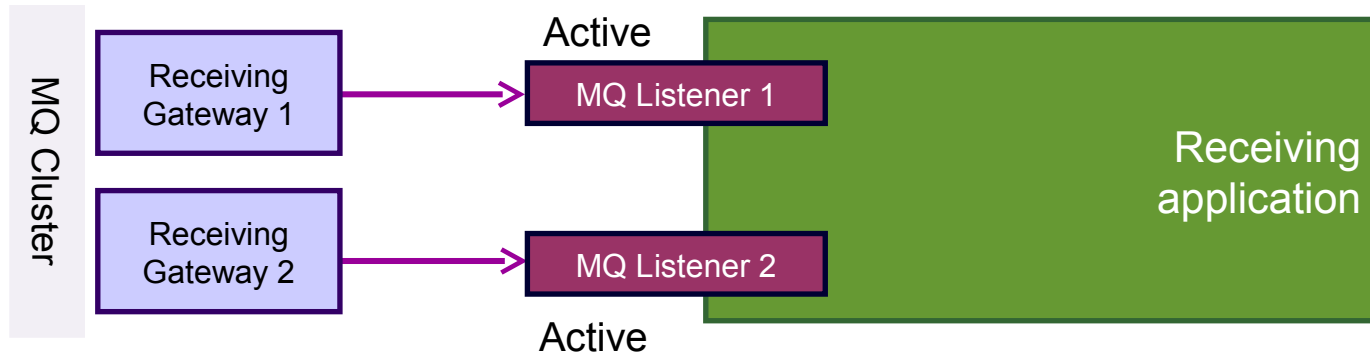 MQ Cluster
Receiving
Gateway 1
Active
MQ Listener 1
Receiving
application
Receiving
Gateway 2
MQ Listener 2
Active